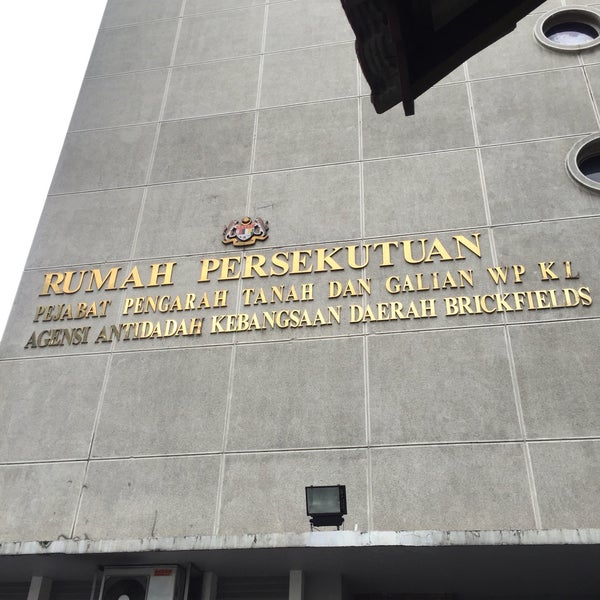 RUMAH PERSEKUTUAN
PEJABAT PENGARAH TANAH DAN GALIAN WP KL
AGENSI ANTIDADAH KEBANGSAAN DAERAH BRICKFIELDS